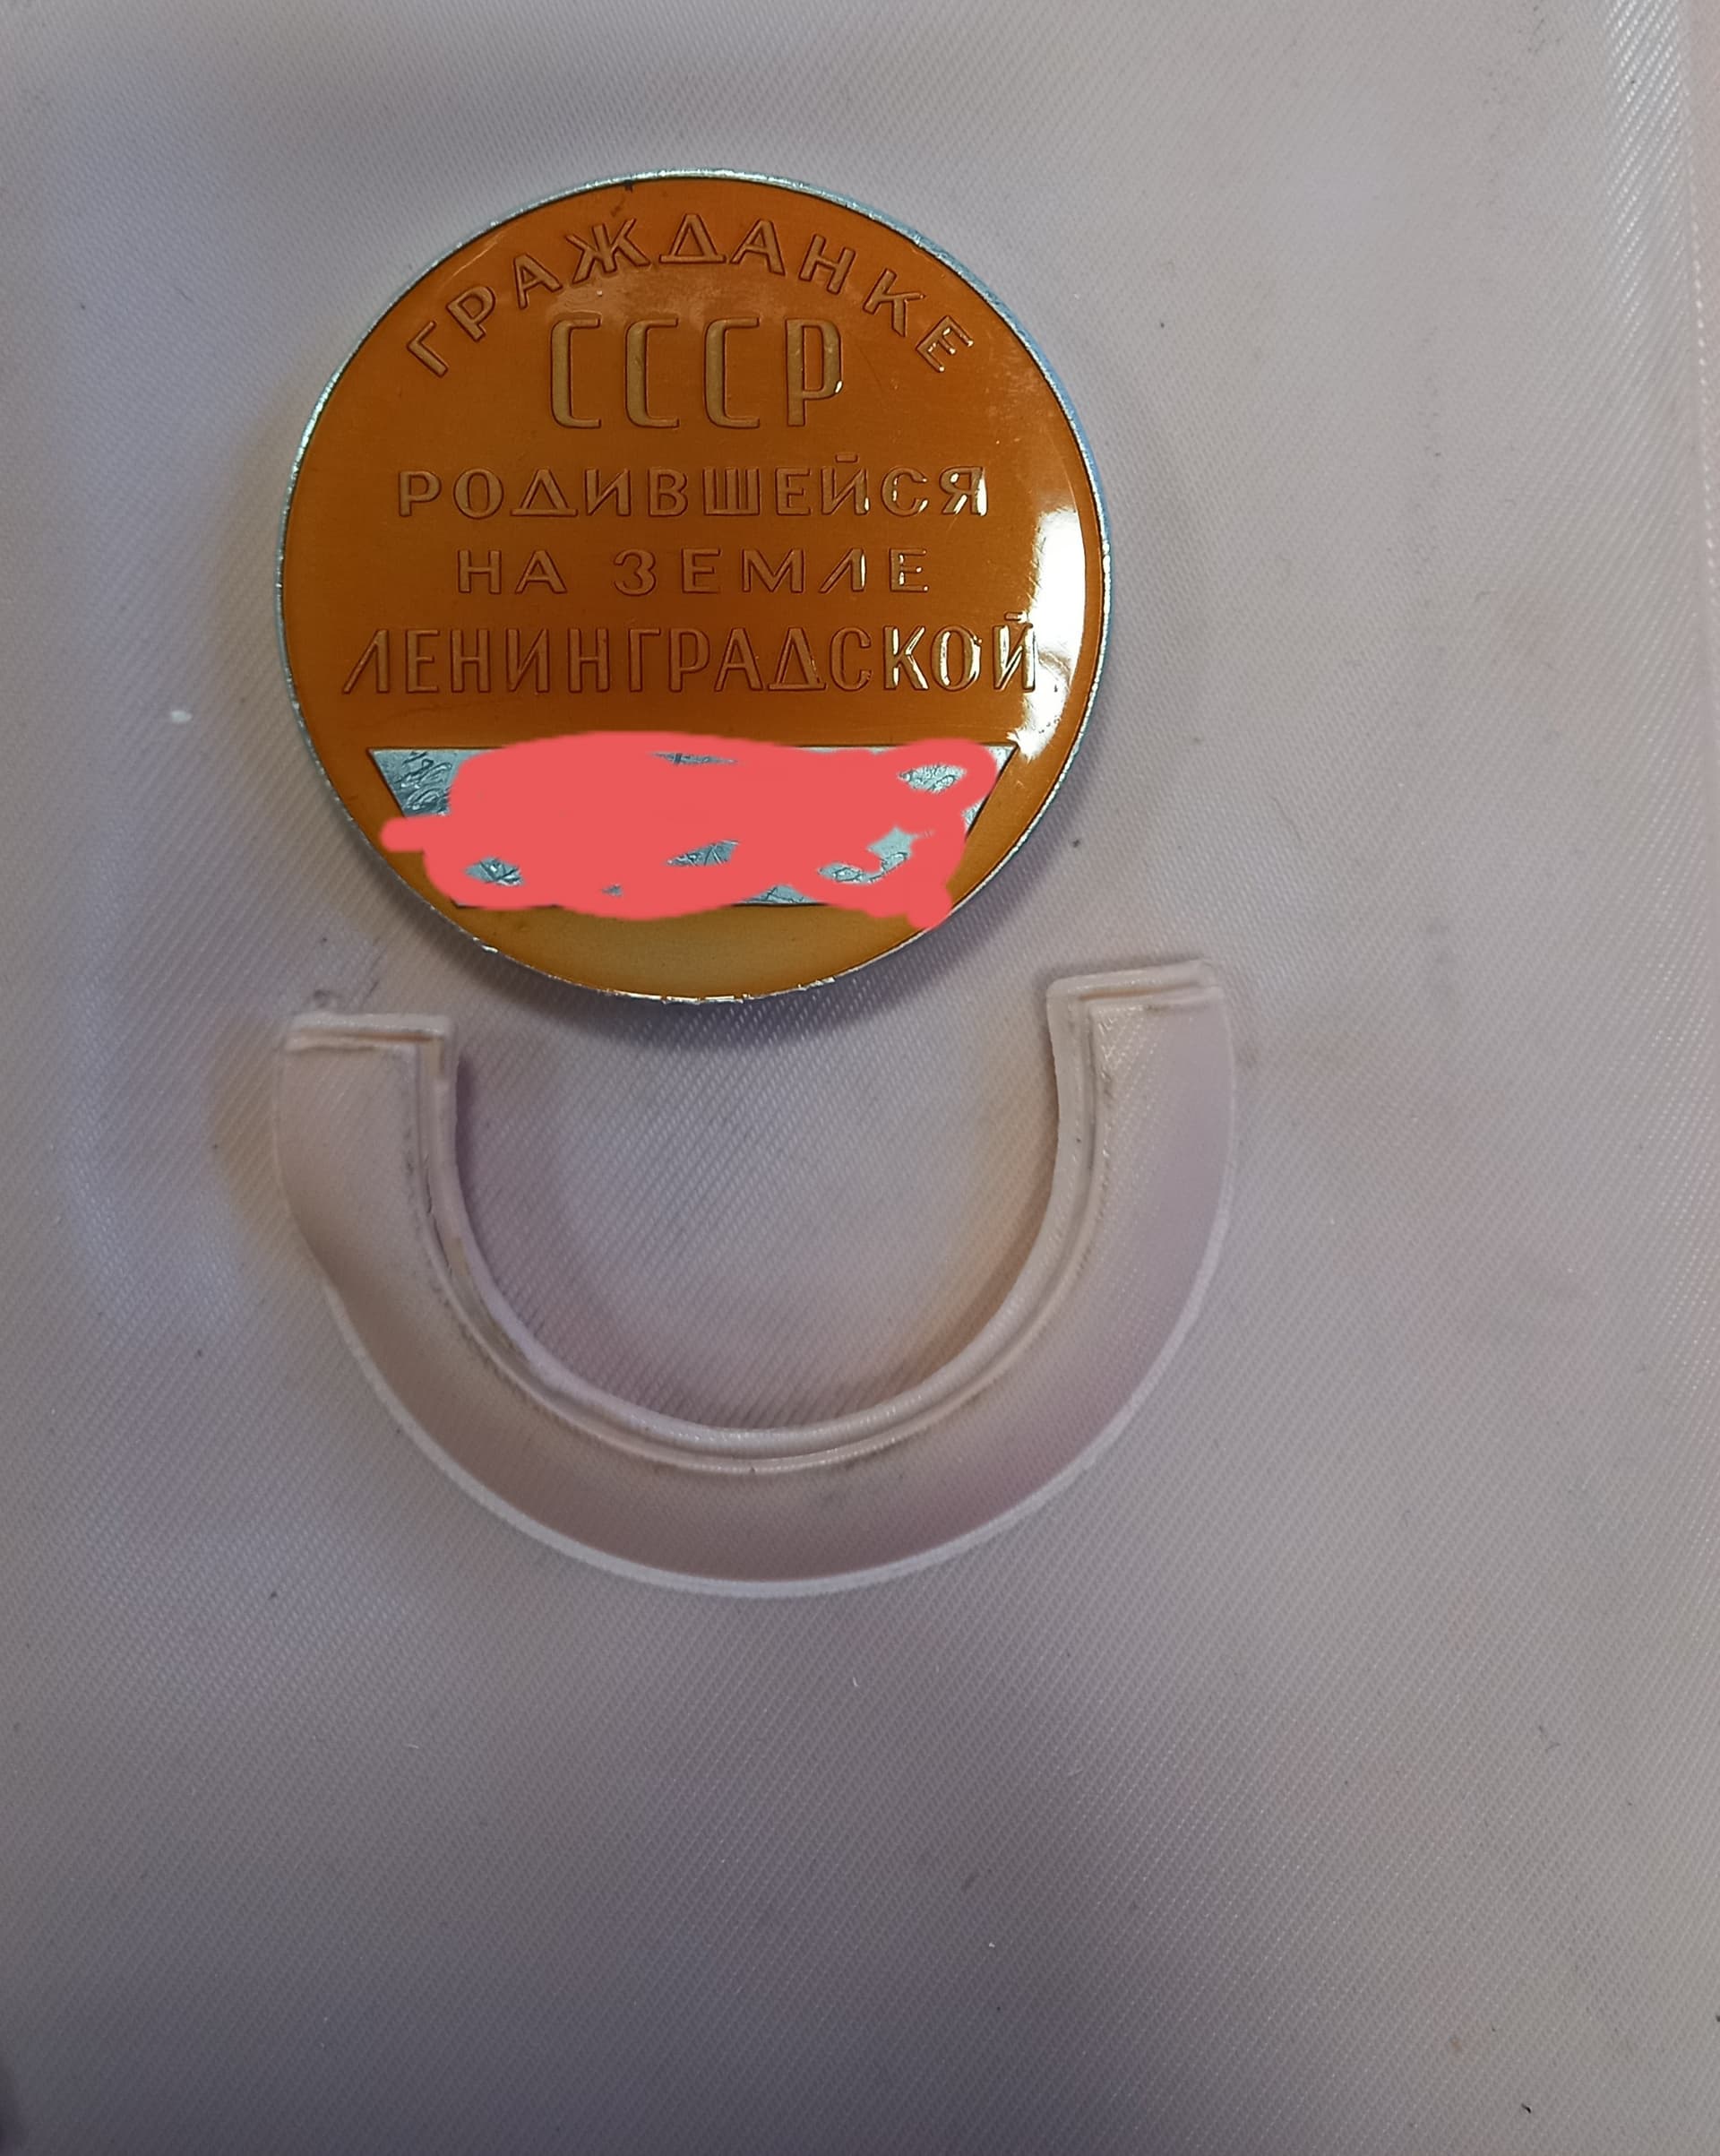 ГРАЖДАНКЕ
СССР
РОДИВШЕЙСЯ
НА ЗЕМЛЕ
ЛЕНИНГРАДСКОЙ